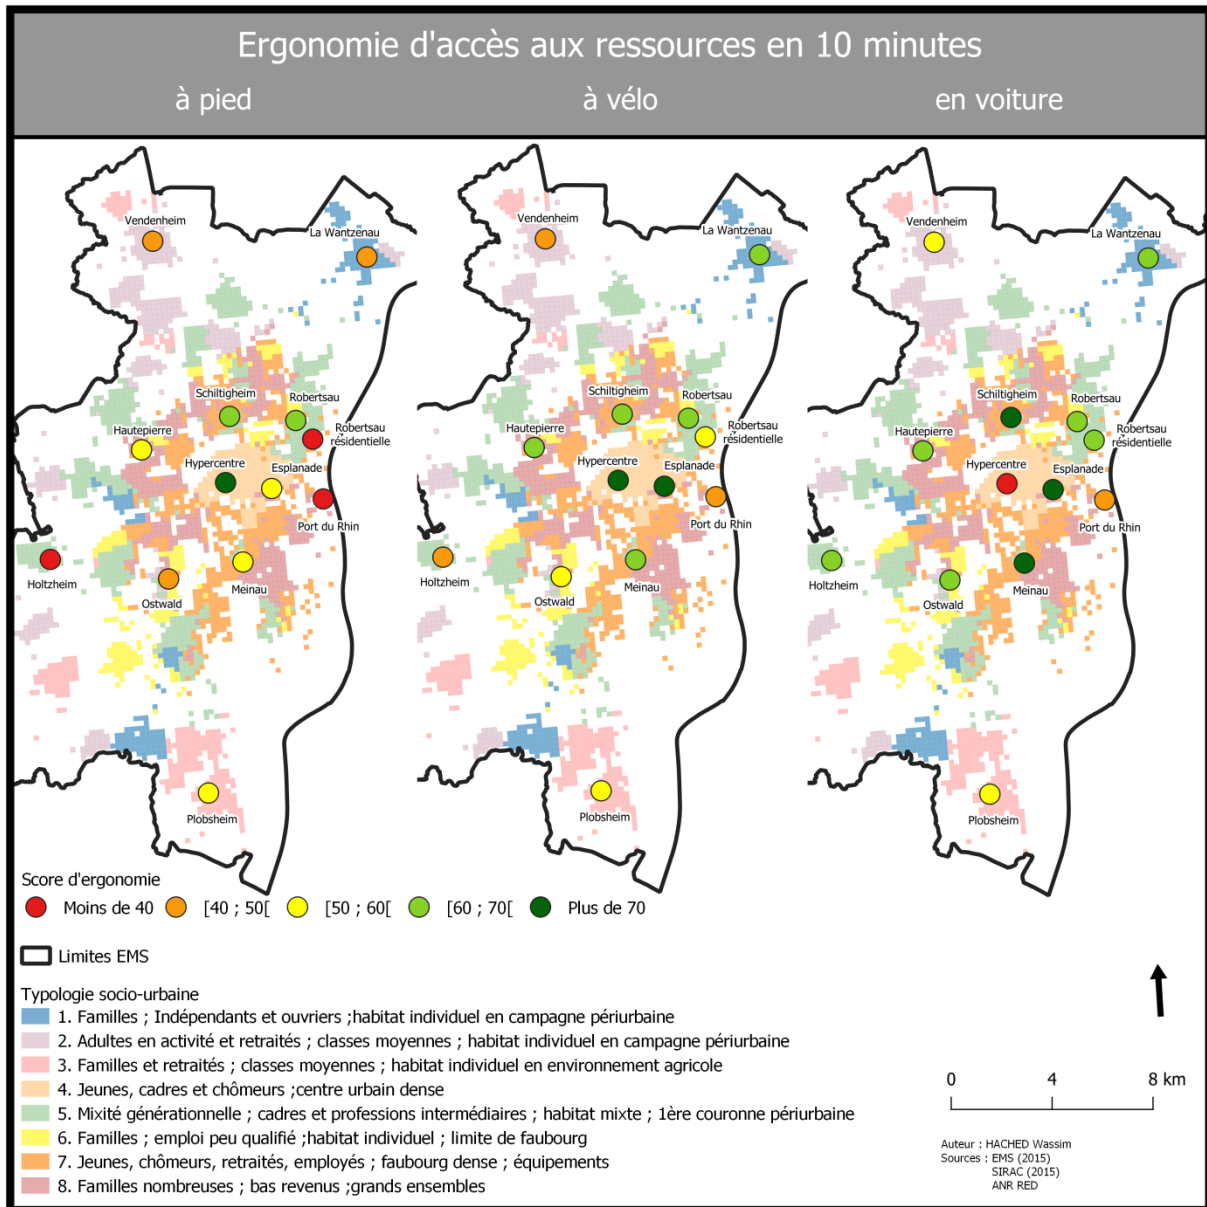 Ergonomie d'accès aux ressources en 10 minutes
à pied
à vélo
en voiture
Vendenheim
La Wantzenau
Schiltigheim
Robertsau
Hautepierre
Robertsau
résidentielle
Hypercentre
Esplanade
Port du Rhin
Holtzheim
Ostwald
Meinau
Plobsheim
Vendenheim
La Wantzenau
Schiltigheim
Robertsau
Hautepierre
Robertsau
résidentielle
Hypercentre
Esplanade
Port du Rhin
Holtzheim
Ostwald
Meinau
Plobsheim
Vendenheim
La Wantzenau
Schiltigheim
Robertsau
Hautepierre
Robertsau
résidentielle
Hypercentre
Esplanade
Port du Rhin
Holtzheim
Ostwald
Meinau
Plobsheim
Score d'ergonomie
Moins de 40
[40 ; 50[
[50 ; 60[
[60 ; 70[
Plus de 70
Limites EMS
Typologie socio-urbaine
1. Familles ; Indépendants et ouvriers ;habitat individuel en campagne périurbaine
2. Adultes en activité et retraités ; classes moyennes ; habitat individuel en campagne périurbaine
3. Familles et retraités ; classes moyennes ; habitat individuel en environnement agricole
4. Jeunes, cadres et chômeurs ;centre urbain dense
5. Mixité générationnelle ; cadres et professions intermédiaires ; habitat mixte ; 1ère couronne périurbaine
6. Familles ; emploi peu qualifié ;habitat individuel ; limite de faubourg
7. Jeunes, chômeurs, retraités, employés ; faubourg dense ; équipements
8. Familles nombreuses ; bas revenus ;grands ensembles
0 4 8 km
Auteur : HACHED Wassim
Sources : EMS (2015)
SIRAC (2015)
ANR RED